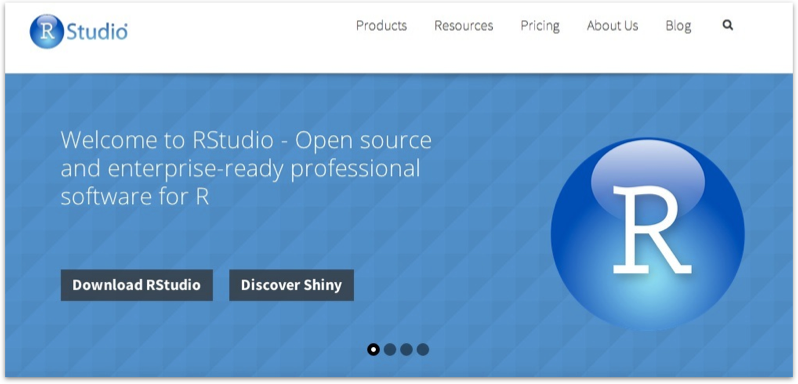 R Studio
Products Resources Pricing About Us Blog
Welcome to RStudio - Open source
and enterprise-ready professional
software for R
R
Download RStudio Discover Shiny